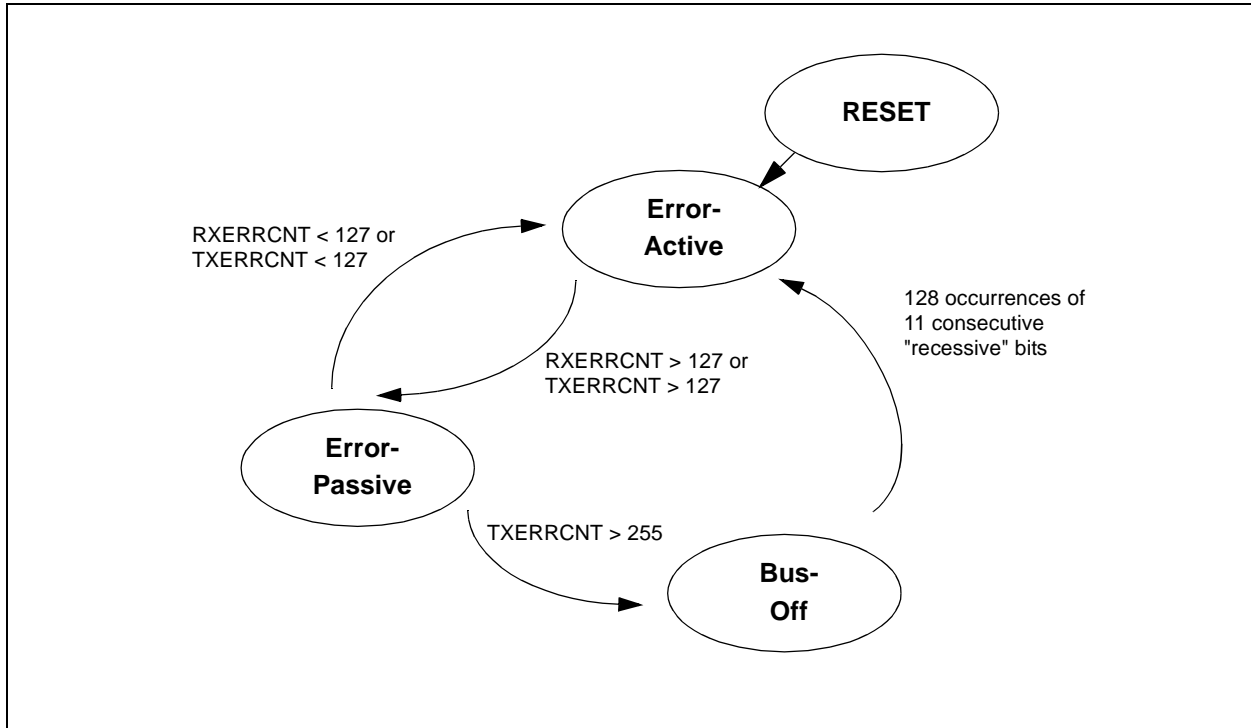 RESET
Error-
Active
RXERRCNT < 127 or
TXERRCNT < 127
128 occurrences of
11 consecutive
"recessive" bits
RXERRCNT > 127 or
TXERRCNT > 127
Error-
Passive
TXERRCNT > 255
Bus-
Off